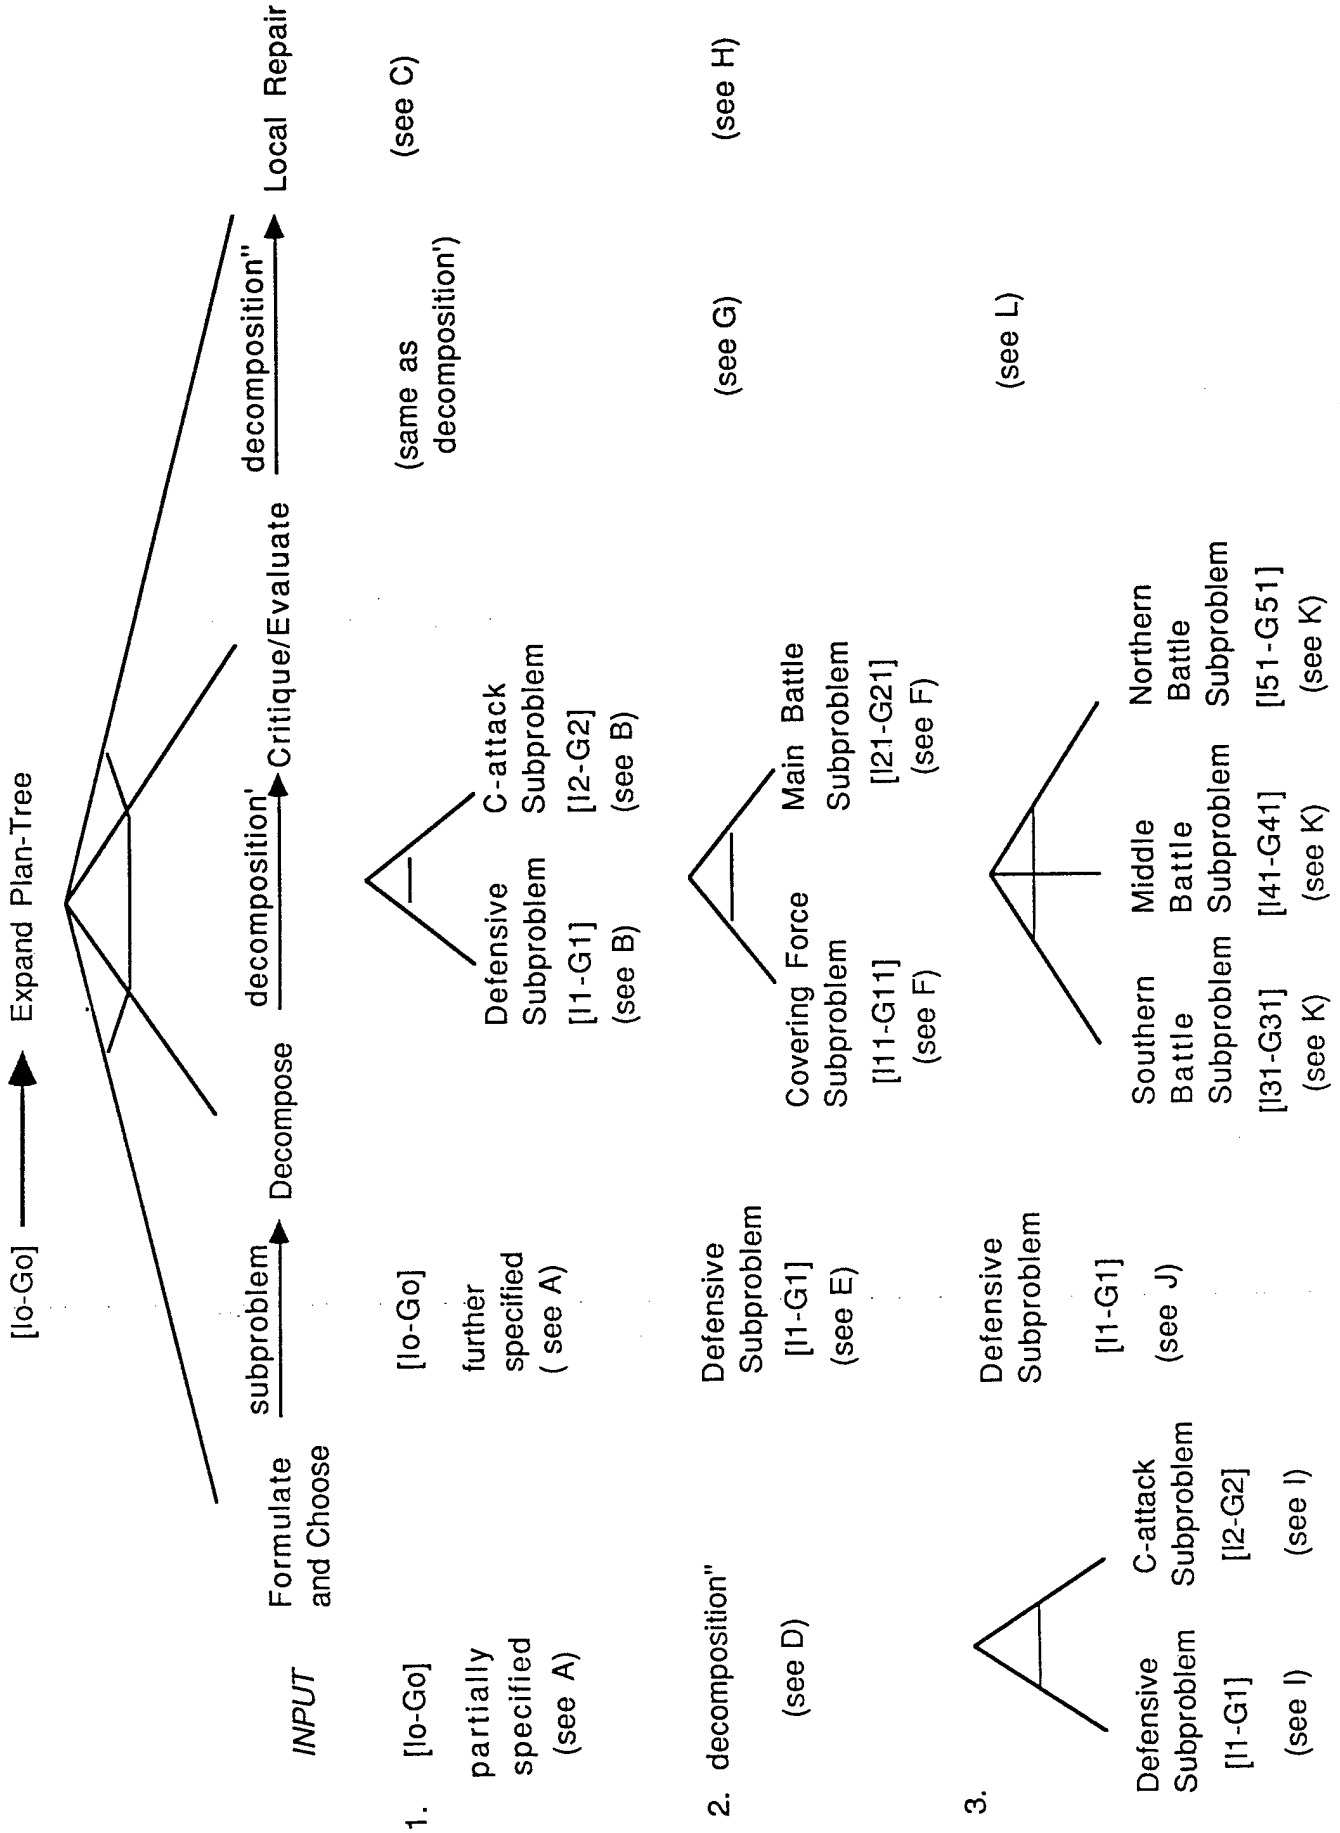 [Io-Go] Expand Plan-Tree
subproblem decomposition' decomposition"
INPUT Formulate Decompose Critique/Evaluate Local Repair
and Choose
1. [Io-Go] [Io-Go] (same as (see C)
partially further decomposition')
specified specified
(see A) ( see A)
Defensive C-attack
Subproblem Subproblem
[I1-G1] [I2-G2]
(see B) (see B)
2. decomposition" Defensive (see G) (see H)
Subproblem
(see D) [I1-G1]
(see E)
Covering Force Main Battle
Subproblem Subproblem
[I11-G11] [I21-G21]
(see F) (see F)
3. Defensive (see L)
Subproblem
[I1-G1]
(see J)
Defensive C-attack Southern Middle Northern
Subproblem Subproblem Battle Battle Battle
Subproblem Subproblem Subproblem
[I1-G1] [I2-G2] [I31-G31] [I41-G41] [I51-G51]
(see I) (see I) (see K) (see K) (see K)